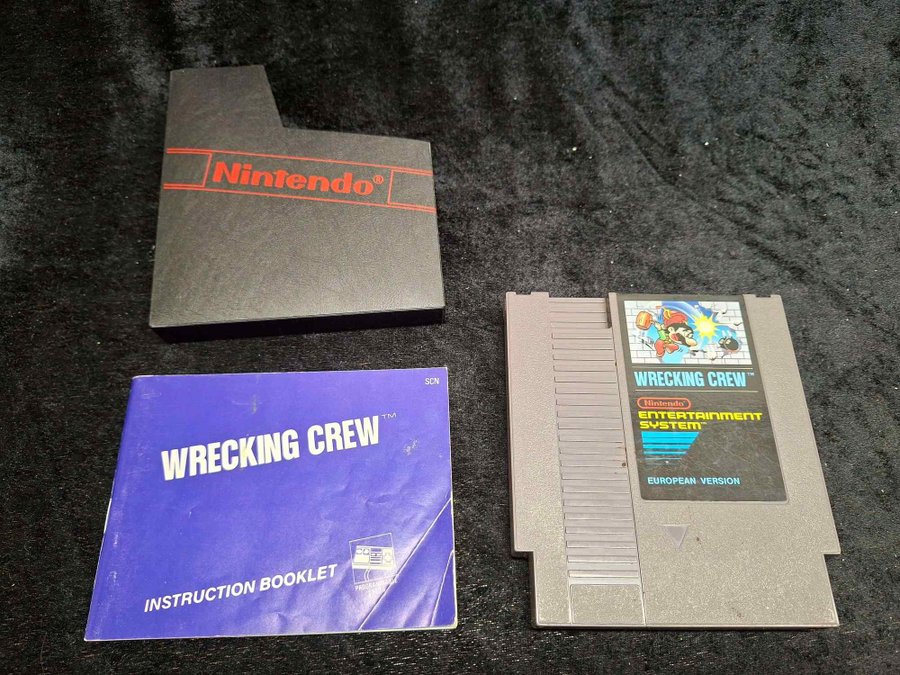 Nintendo®
SCN
WRECKING CREW™
INSTRUCTION BOOKLET
WRECKING CREW™
Nintendo®
ENTERTAINMENT
SYSTEM™
EUROPEAN VERSION